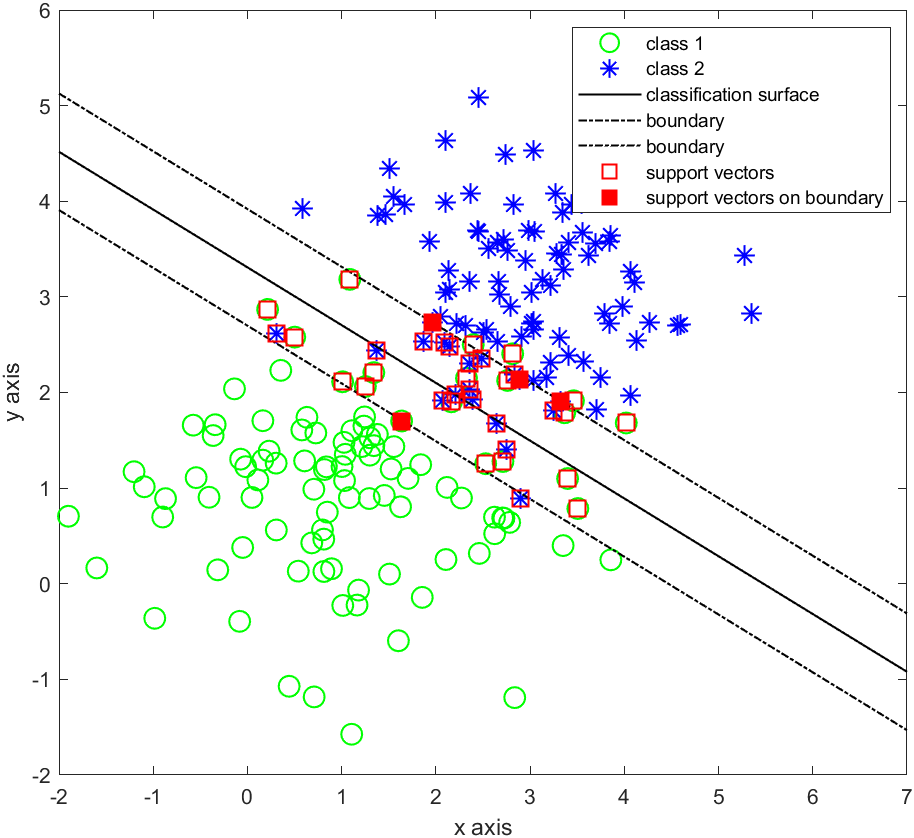 6
5
4
3
2
1
0
-1
-2
y axis
class 1
class 2
classification surface
boundary
boundary
support vectors
support vectors on boundary
-2 -1 0 1 2 3 4 5 6 7
x axis